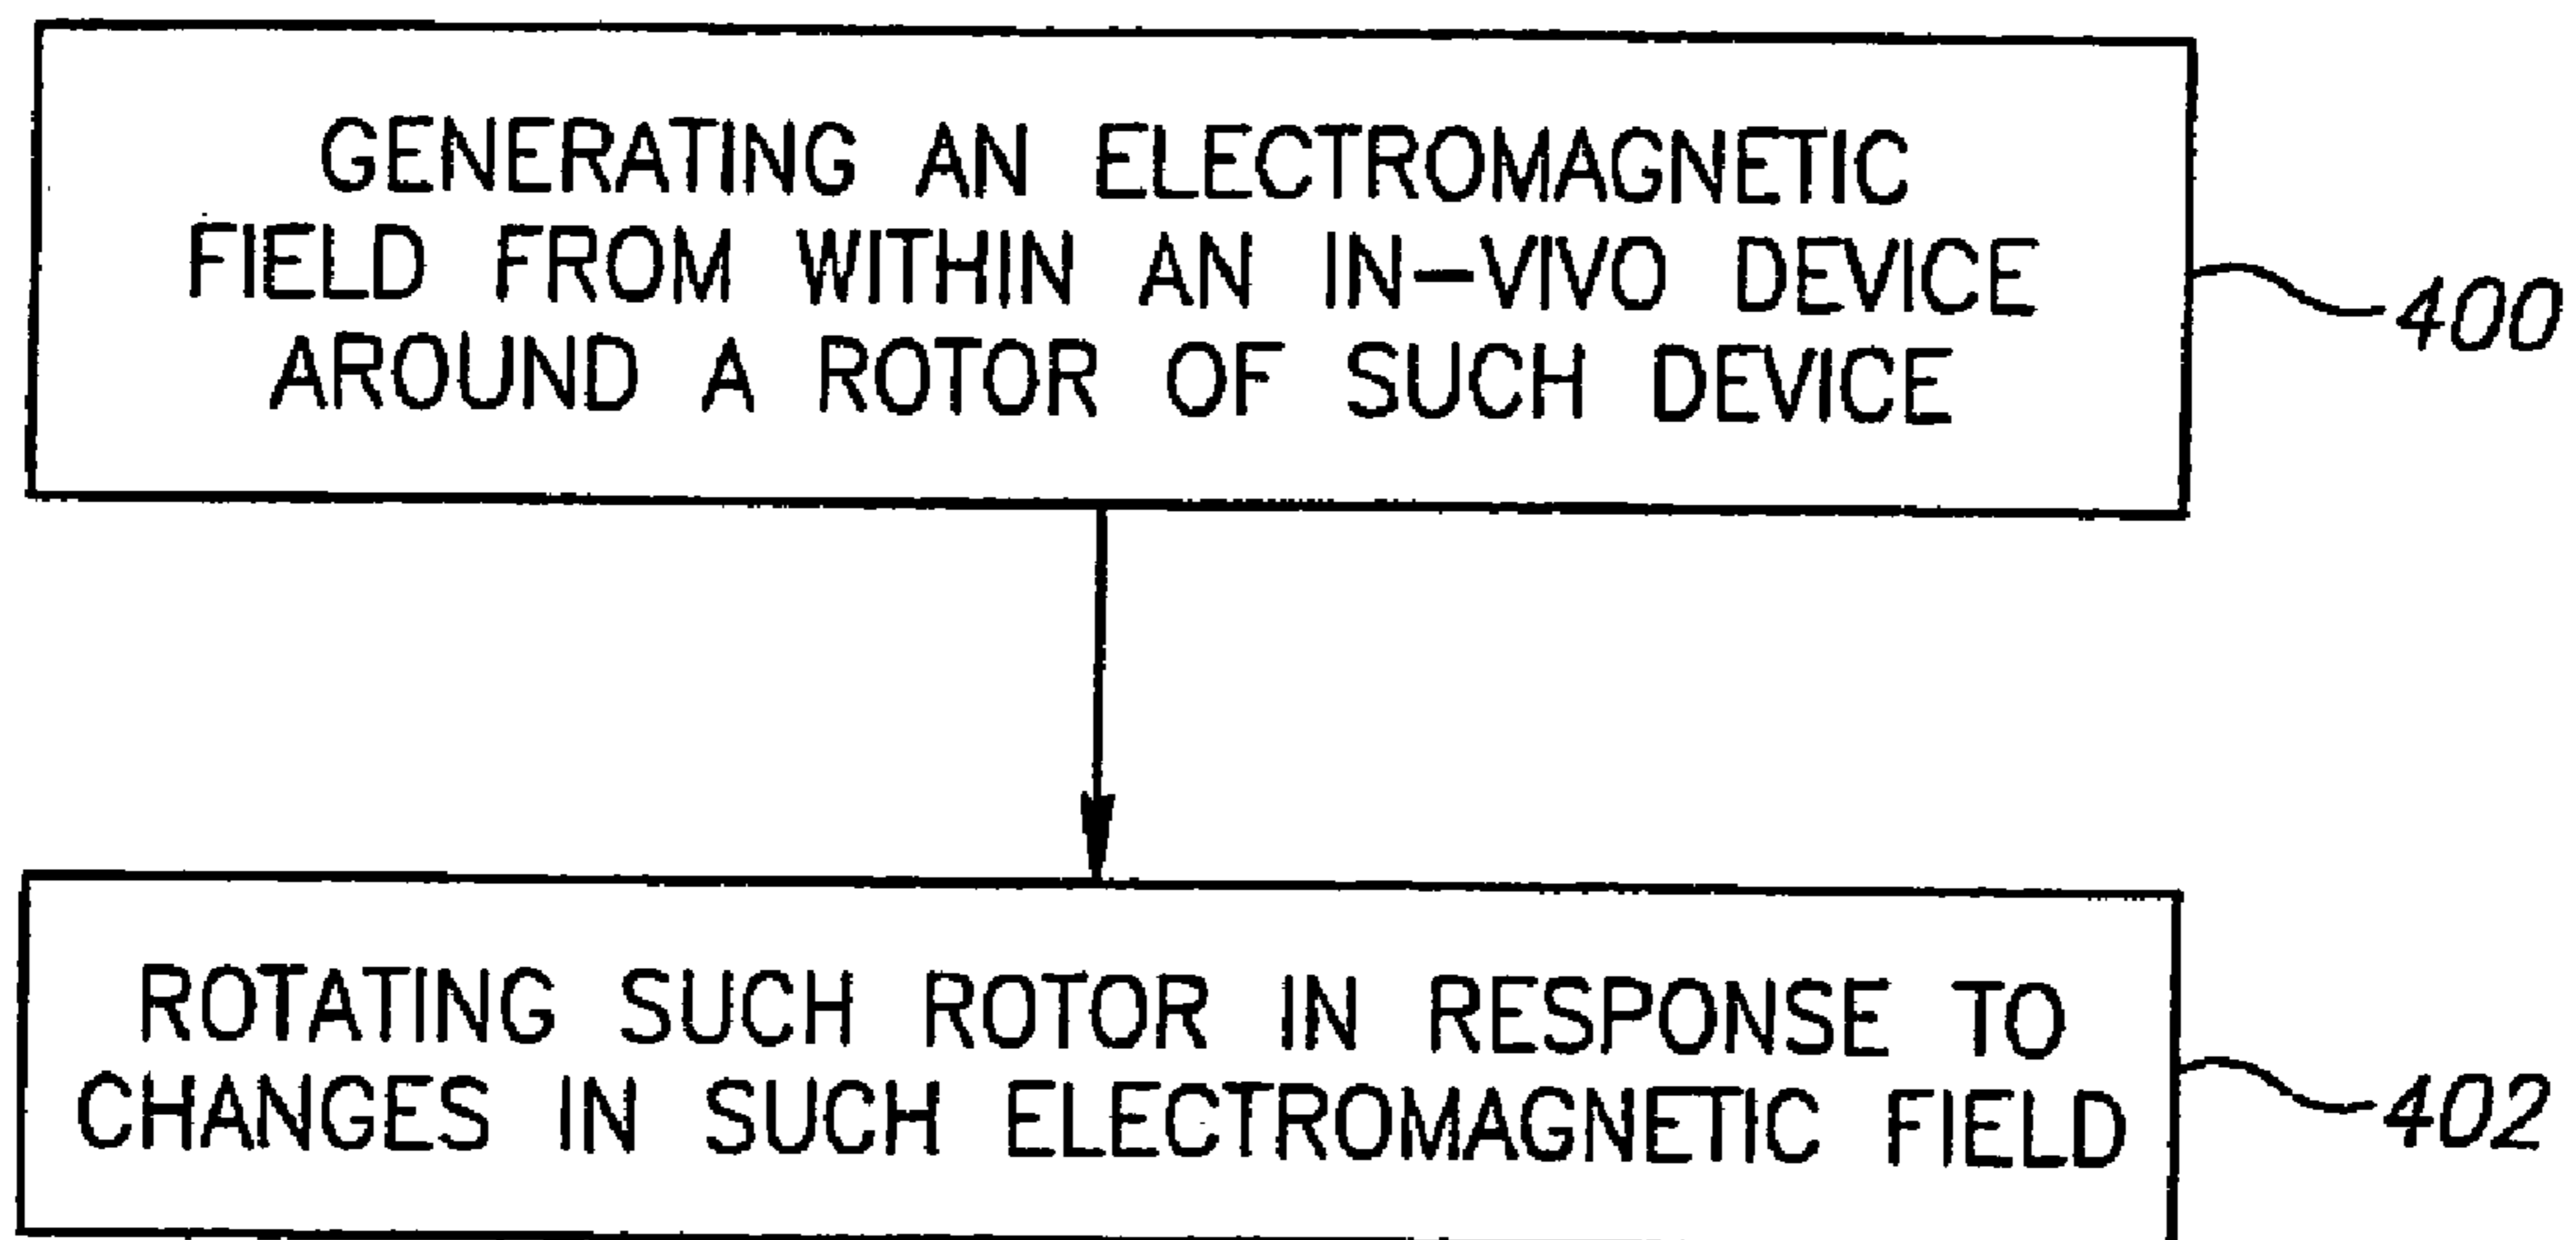 GENERATING AN ELECTROMAGNETIC
FIELD FROM WITHIN AN IN-VIVO DEVICE
AROUND A ROTOR OF SUCH DEVICE
400
ROTATING SUCH ROTOR IN RESPONSE TO
CHANGES IN SUCH ELECTROMAGNETIC FIELD
402